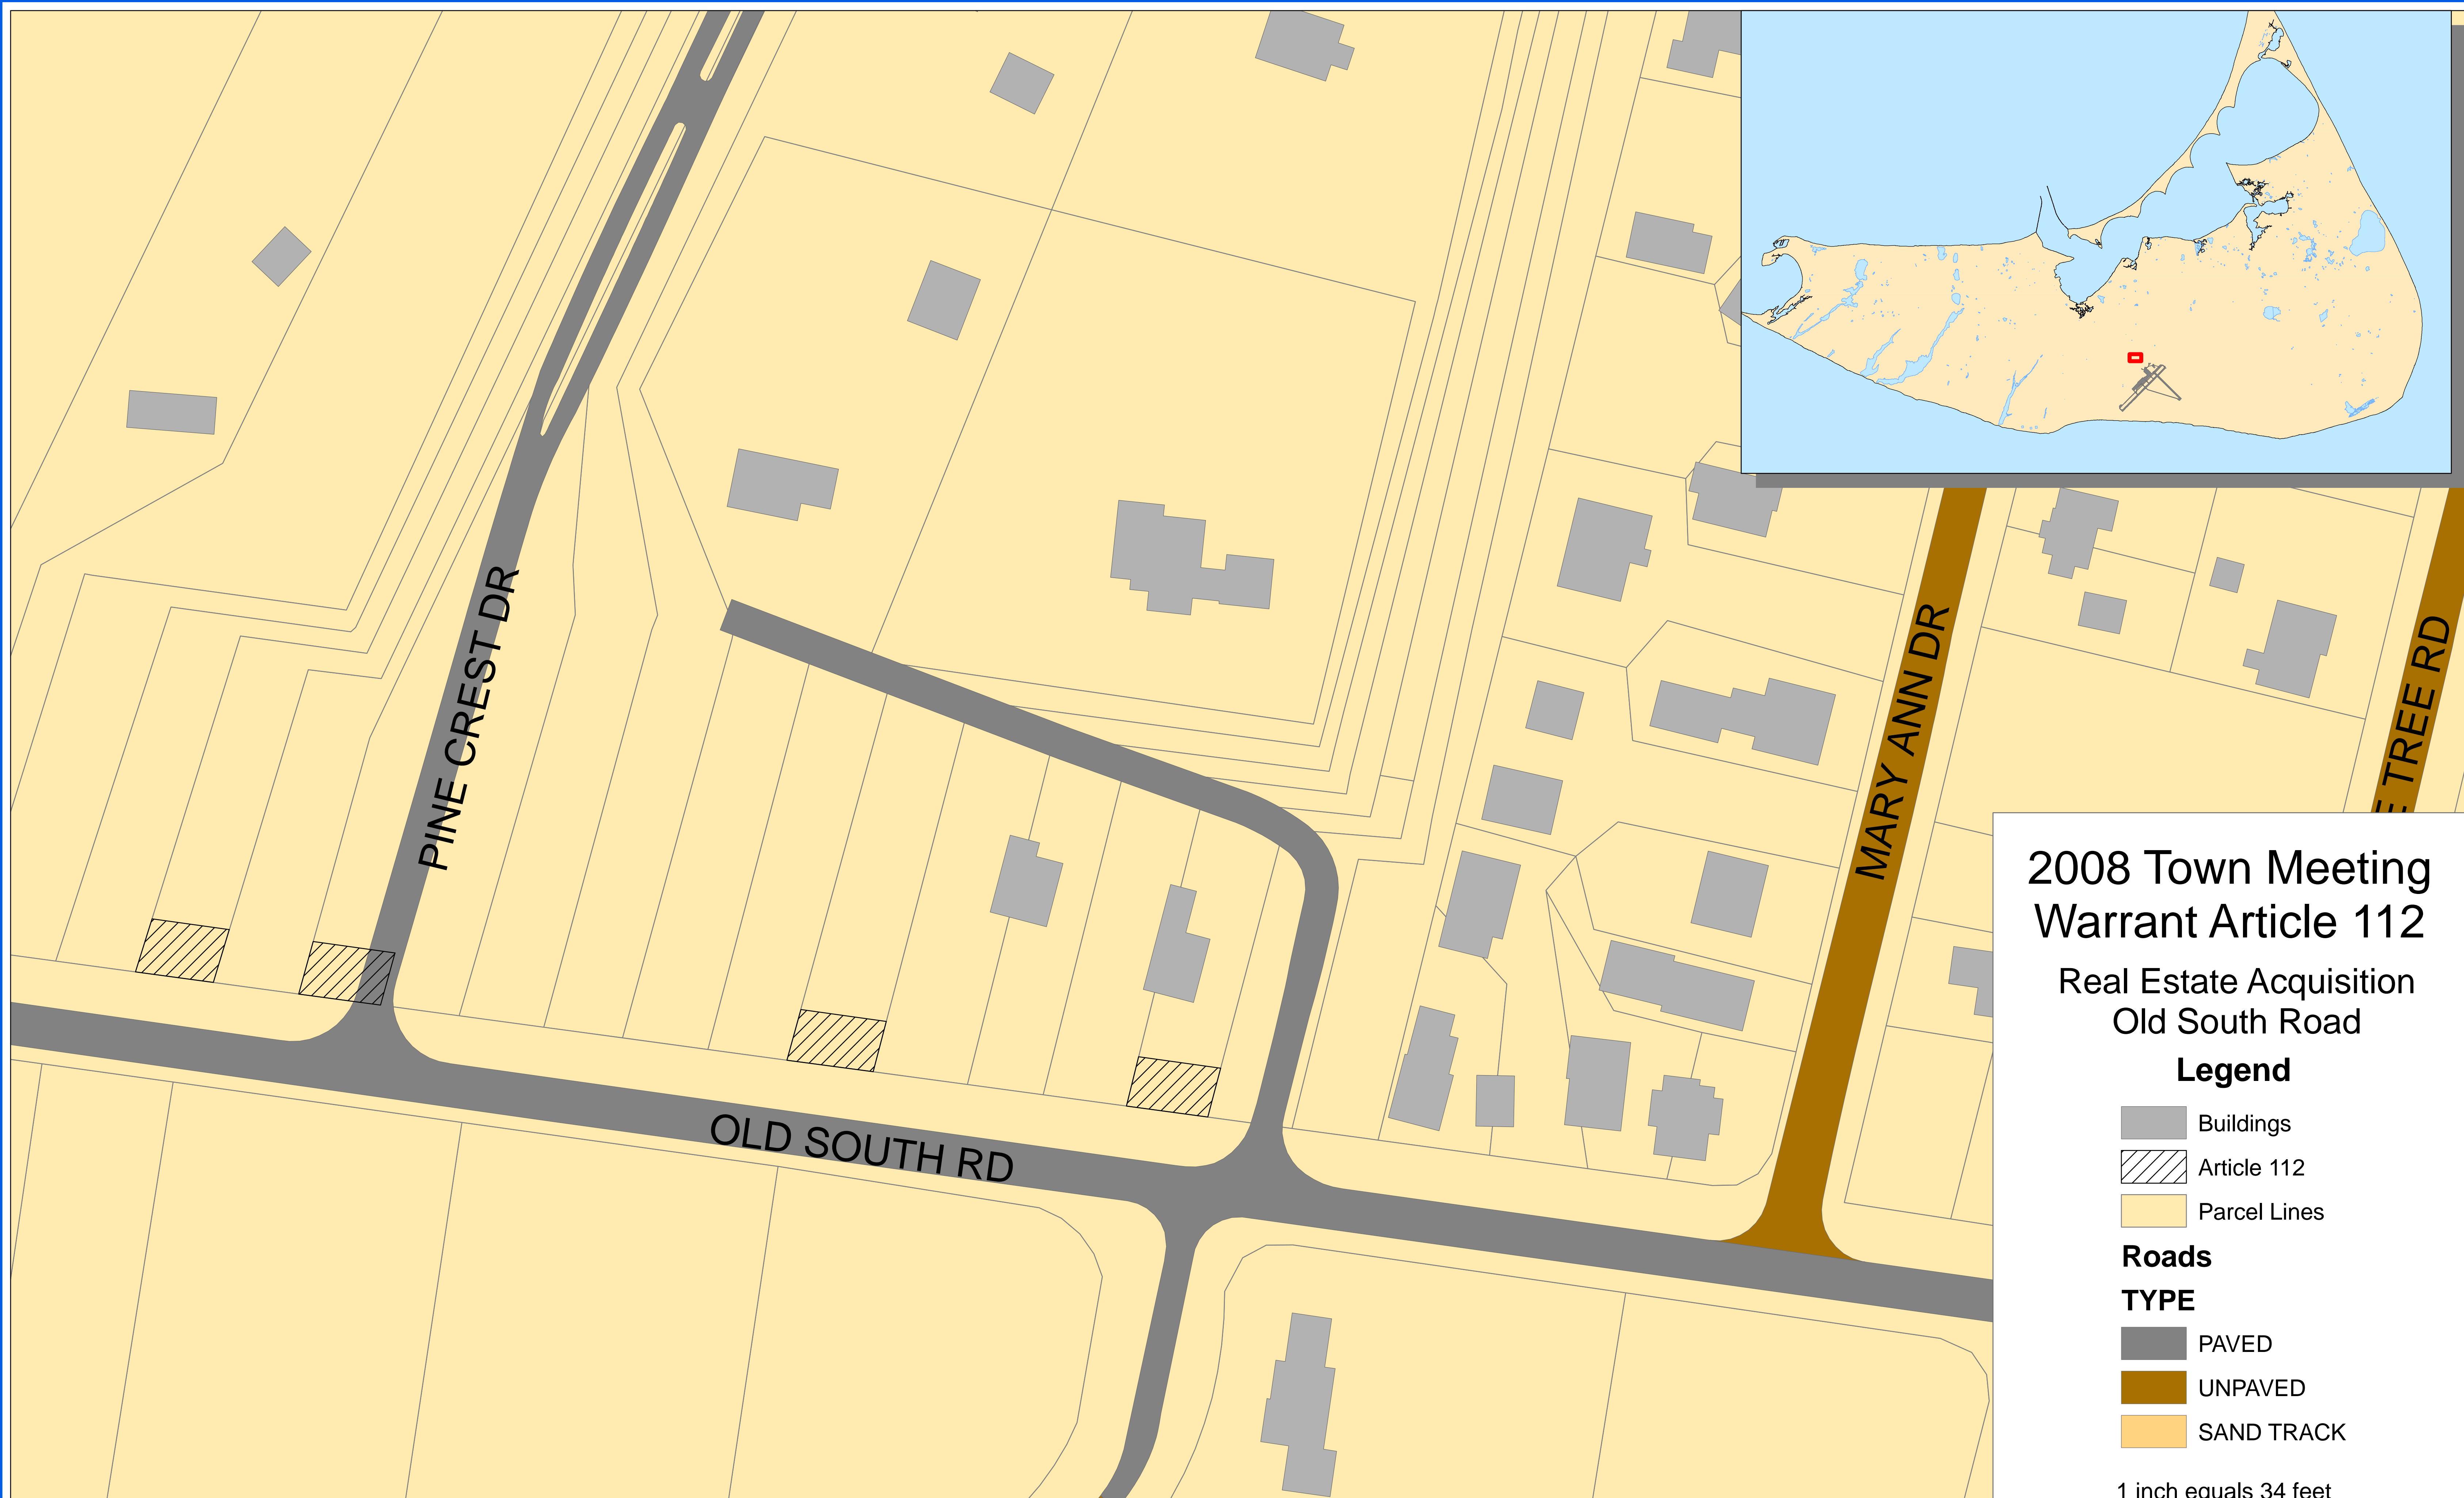 PINE CREST DR
OLD SOUTH RD
MARY ANN DR
TREE RD
2008 Town Meeting
Warrant Article 112
Real Estate Acquisition
Old South Road
Legend
Buildings
Article 112
Parcel Lines
Roads
TYPE
PAVED
UNPAVED
SAND TRACK
1 inch equals 34 feet